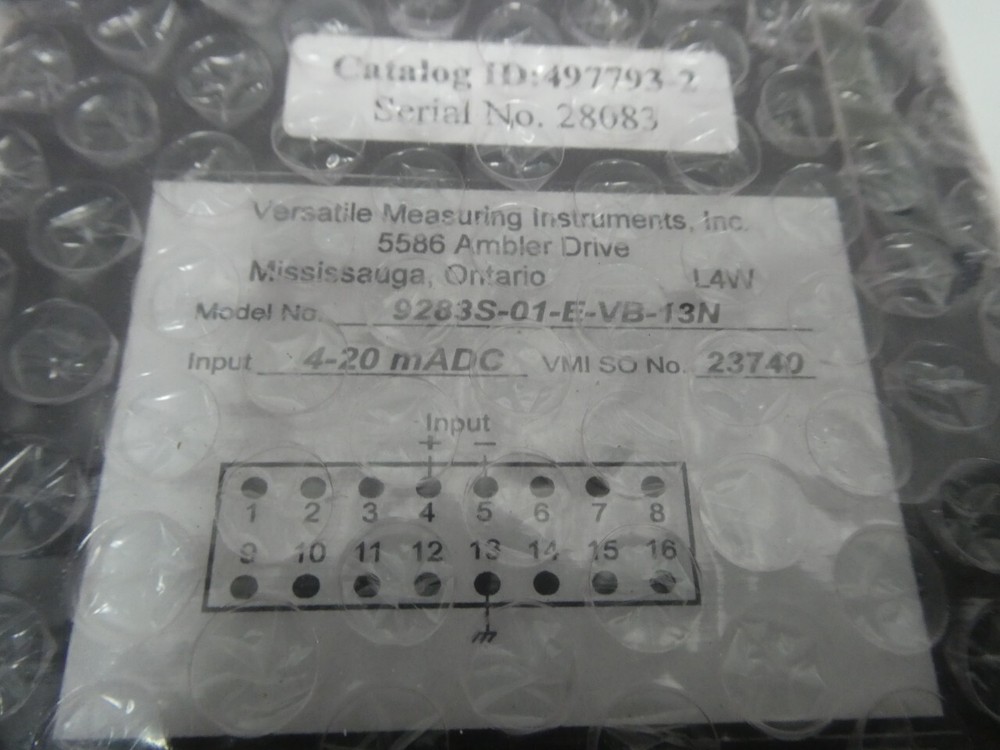 Catalog ID:497793-2
Serial No. 28083
Versatile Measuring Instruments, Inc.
5586 Ambler Drive
Mississauga, Ontario L4W
Model No. 9283S-01-E-VB-13N
Input 4-20 mADC VMI SO No. 23740
Input
+ −
1 2 3 4 5 6 7 8
9 10 11 12 13 14 15 16